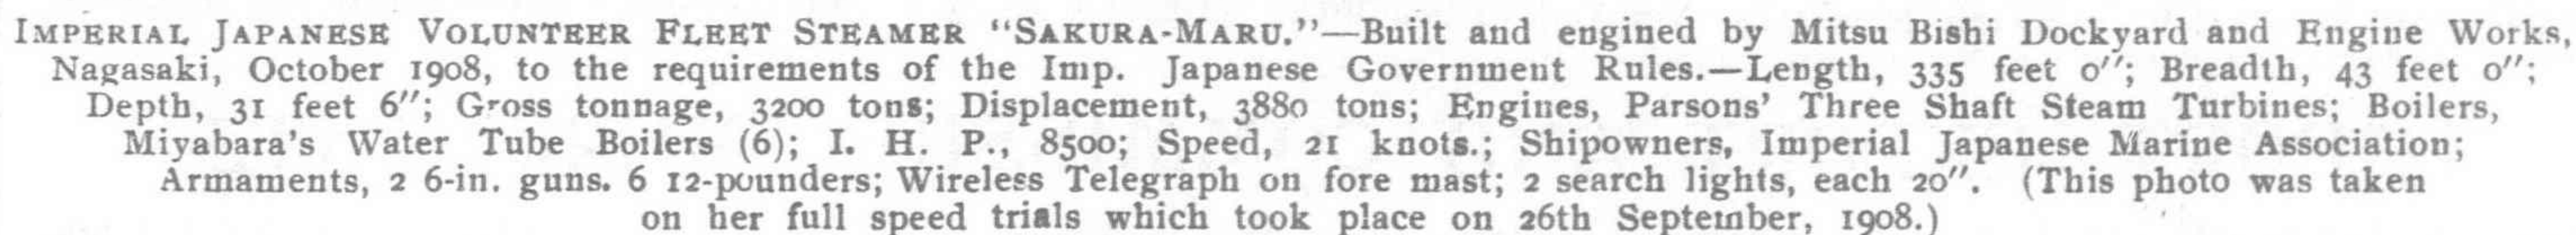 IMPERIAL JAPANESE VOLUNTEER FLEET STEAMER "SAKURA-MARU."—Built and engined by Mitsu Bishi Dockyard and Engine Works,
Nagasaki, October 1908, to the requirements of the Imp. Japanese Government Rules.—Length, 335 feet 0"; Breadth, 43 feet 0";
Depth, 31 feet 6"; Gross tonnage, 3200 tons; Displacement, 3880 tons; Engines, Parsons' Three Shaft Steam Turbines; Boilers,
Miyabara's Water Tube Boilers (6); I. H. P., 8500; Speed, 21 knots.; Shipowners, Imperial Japanese Marine Association;
Armaments, 2 6-in. guns. 6 12-pounders; Wireless Telegraph on fore mast; 2 search lights, each 20". (This photo was taken
on her full speed trials which took place on 26th September, 1908.)